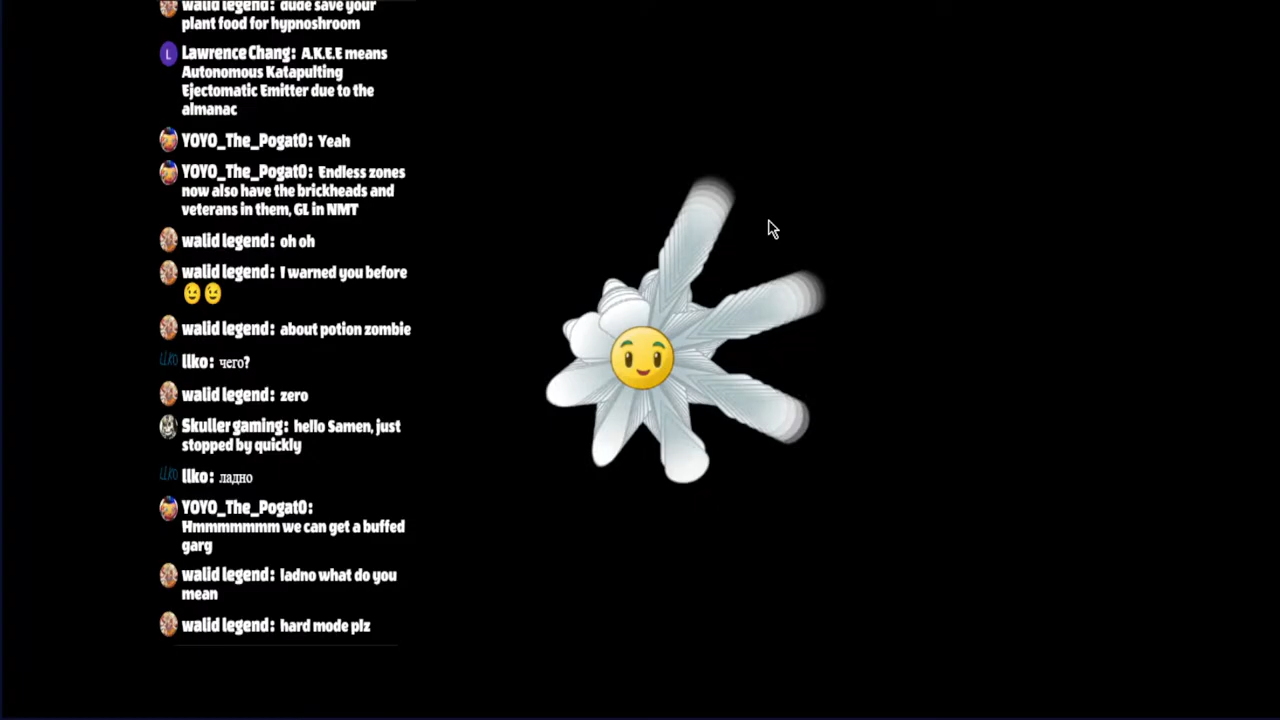 walid legend: dude save your
plant food for hypnoshroom
L
Lawrence Chang: A.K.E.E means
Autonomous Katapulting
Ejectomatic Emitter due to the
almanac
YOYO_The_Pogat0: Yeah
YOYO_The_Pogat0: Endless zones
now also have the brickheads and
veterans in them, GL in NMT
walid legend: oh oh
walid legend: I warned you before
😉😉
walid legend: about potion zombie
LLKO llko: чего?
walid legend: zero
Skuller gaming: hello Samen, just
stopped by quickly
LLKO llko: ладно
YOYO_The_Pogat0:
Hmmmmmmm we can get a buffed
garg
walid legend: ladno what do you
mean
walid legend: hard mode plz